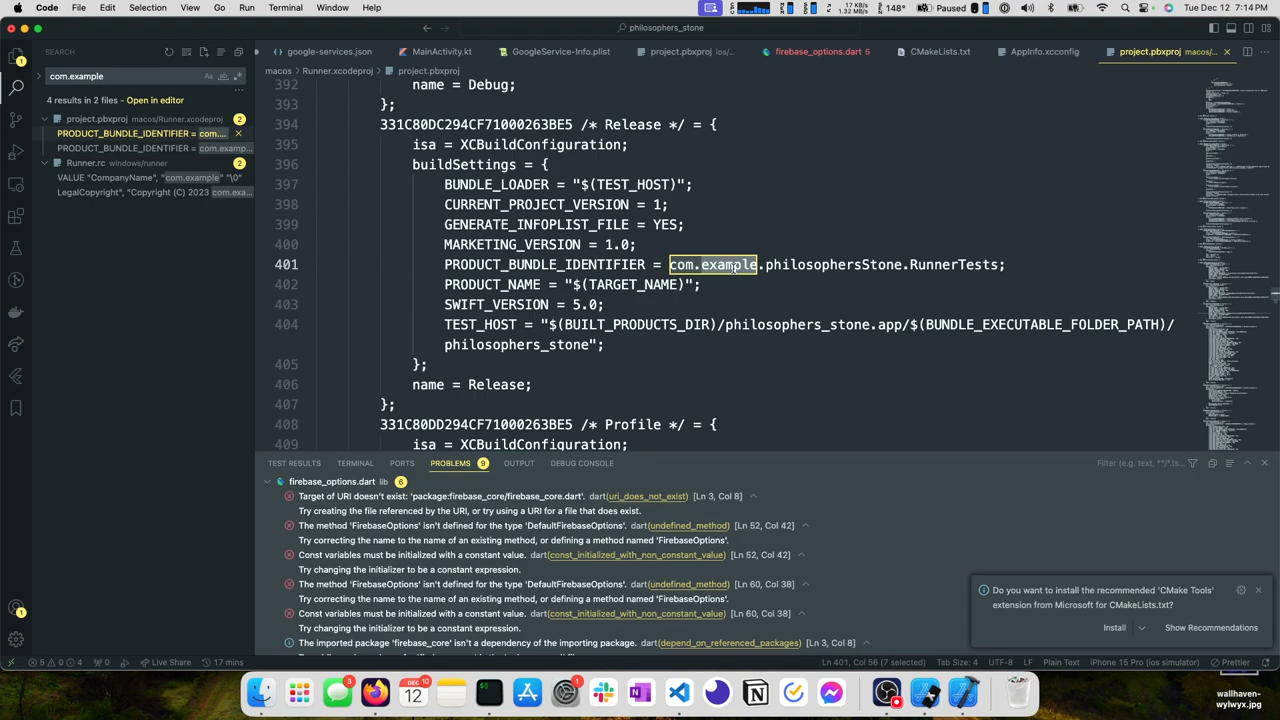 Code File Edit Selection View Go Run Terminal Window Help
1.37 KB/s
148°
Paused
Tue Dec 12 7:14PM
philosophers_stone
SEARCH
com.example
4 results in 2 files - Open in editor
project.pbxproj macos/Runner.xcodeproj 2
PRODUCT_BUNDLE_IDENTIFIER = com....
PRODUCT_BUNDLE_IDENTIFIER = com.examp...
Runner.rc windows/runner 2
VALUE "CompanyName", "com.example" "\0"
"LegalCopyright", "Copyright (C) 2023 com.exa...
google-services.json MainActivity.kt GoogleService-Info.plist project.pbxproj ios/... firebase_options.dart 5 CMakeLists.txt AppInfo.xcconfig project.pbxproj macos/...
macos > Runner.xcodeproj > project.pbxproj
392 name = Debug;
393 };
394 331C80DC294CF71000263BE5 /* Release */ = {
395 isa = XCBuildConfiguration;
396 buildSettings = {
397 BUNDLE_LOADER = "$(TEST_HOST)";
398 CURRENT_PROJECT_VERSION = 1;
399 GENERATE_INFOPLIST_FILE = YES;
400 MARKETING_VERSION = 1.0;
401 PRODUCT_BUNDLE_IDENTIFIER = com.example.philosophersStone.RunnerTests;
402 PRODUCT_NAME = "$(TARGET_NAME)";
403 SWIFT_VERSION = 5.0;
404 TEST_HOST = "$(BUILT_PRODUCTS_DIR)/philosophers_stone.app/$(BUNDLE_EXECUTABLE_FOLDER_PATH)/
philosophers_stone";
405 };
406 name = Release;
407 };
408 331C80DD294CF71000263BE5 /* Profile */ = {
409 isa = XCBuildConfiguration;
TEST RESULTS TERMINAL PORTS PROBLEMS 9 OUTPUT DEBUG CONSOLE
Filter (e.g. text, **/*.ts...
firebase_options.dart lib 6
Target of URI doesn't exist: 'package:firebase_core/firebase_core.dart'. dart(uri_does_not_exist) [Ln 3, Col 8]
Try creating the file referenced by the URI, or try using a URI for a file that does exist.
The method 'FirebaseOptions' isn't defined for the type 'DefaultFirebaseOptions'. dart(undefined_method) [Ln 52, Col 42]
Try correcting the name to the name of an existing method, or defining a method named 'FirebaseOptions'.
Const variables must be initialized with a constant value. dart(const_initialized_with_non_constant_value) [Ln 52, Col 42]
Try changing the initializer to be a constant expression.
The method 'FirebaseOptions' isn't defined for the type 'DefaultFirebaseOptions'. dart(undefined_method) [Ln 60, Col 38]
Try correcting the name to the name of an existing method, or defining a method named 'FirebaseOptions'.
Const variables must be initialized with a constant value. dart(const_initialized_with_non_constant_value) [Ln 60, Col 38]
Try changing the initializer to be a constant expression.
The imported package 'firebase_core' isn't a dependency of the importing package. dart(depend_on_referenced_packages) [Ln 3, Col 8]
Do you want to install the recommended 'CMake Tools'
extension from Microsoft for CMakeLists.txt?
Install Show Recommendations
5 0 4 0 Live Share 17 mins
Ln 401, Col 56 (7 selected) Tab Size: 4 UTF-8 LF Plain Text iPhone 15 Pro (ios simulator) Prettier
3
DEC
12
10
1
wallhaven-
wylwyx.jpg